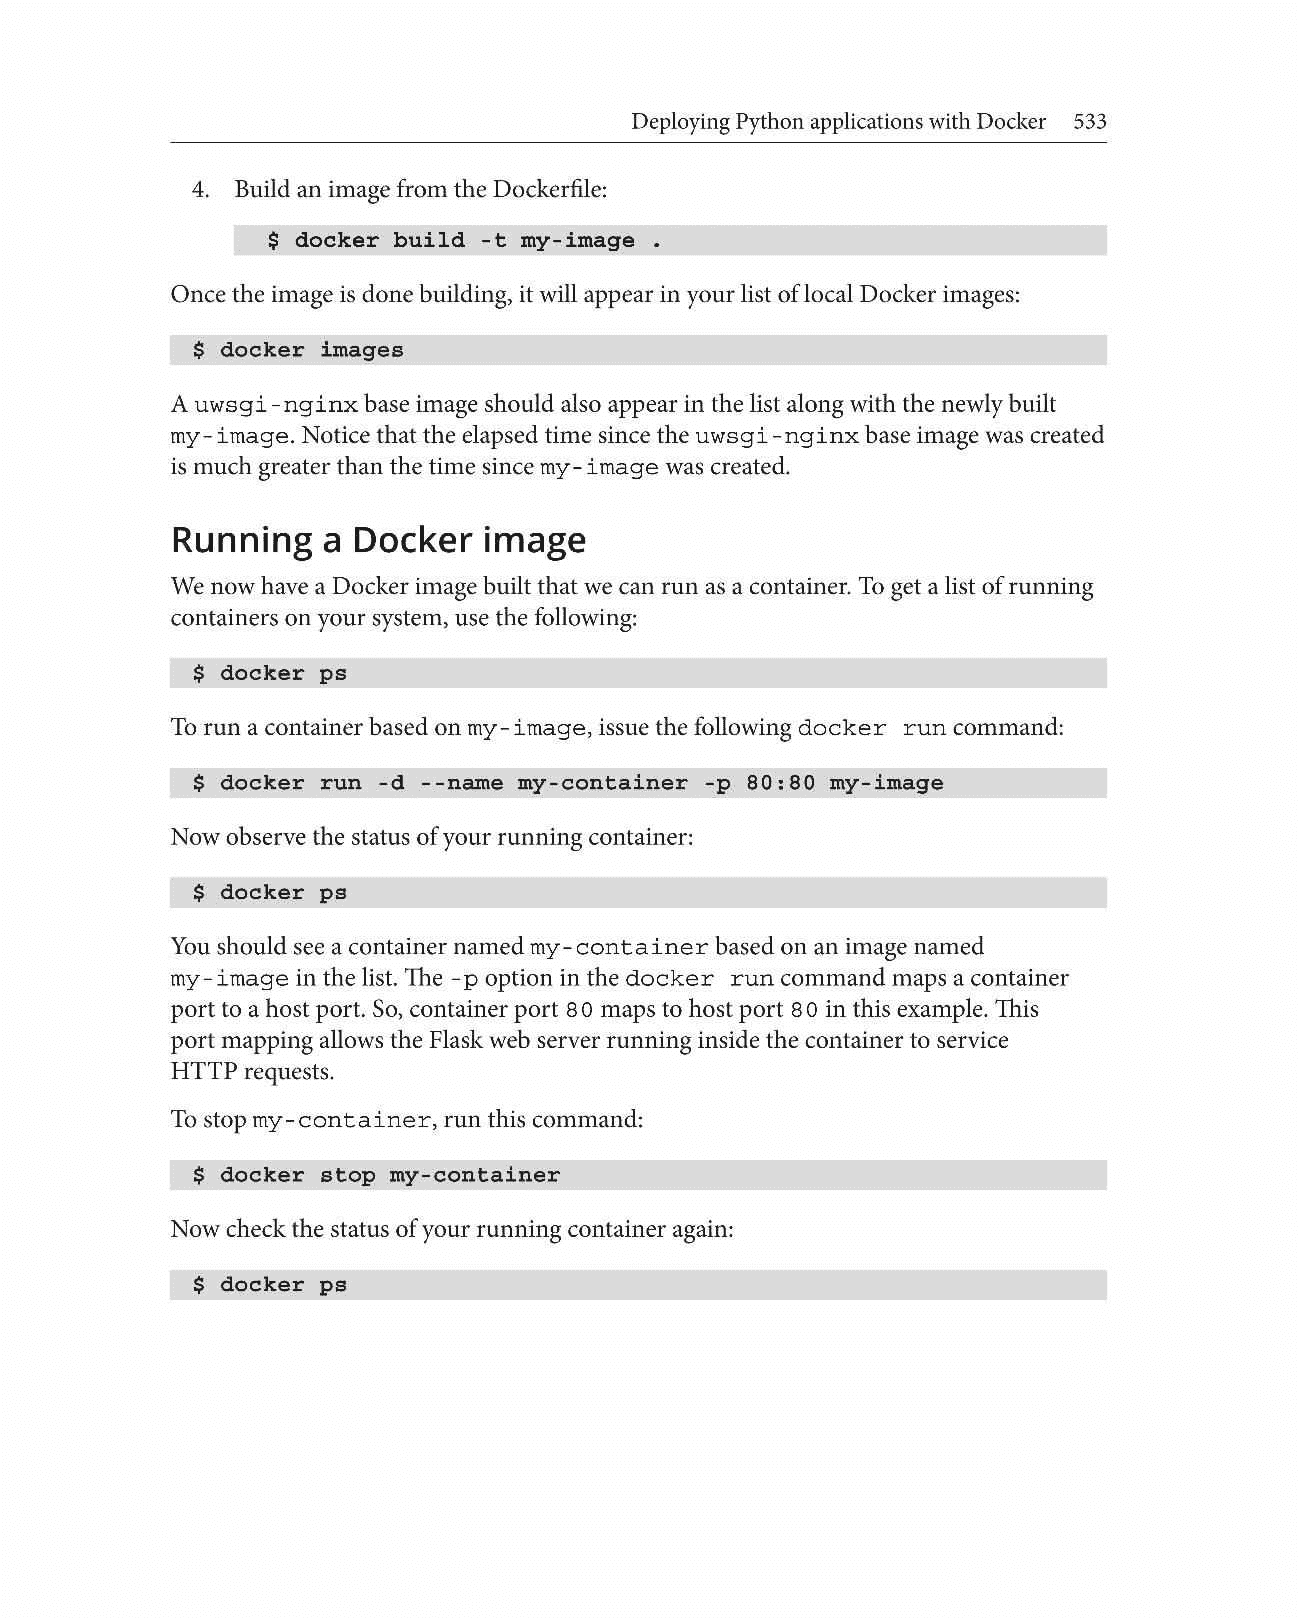 Deploying Python applications with Docker 533
4. Build an image from the Dockerfile:
$ docker build -t my-image .
Once the image is done building, it will appear in your list of local Docker images:
$ docker images
A uwsgi-nginx base image should also appear in the list along with the newly built
my-image. Notice that the elapsed time since the uwsgi-nginx base image was created
is much greater than the time since my-image was created.
Running a Docker image
We now have a Docker image built that we can run as a container. To get a list of running
containers on your system, use the following:
$ docker ps
To run a container based on my-image, issue the following docker run command:
$ docker run -d --name my-container -p 80:80 my-image
Now observe the status of your running container:
$ docker ps
You should see a container named my-container based on an image named
my-image in the list. The -p option in the docker run command maps a container
port to a host port. So, container port 80 maps to host port 80 in this example. This
port mapping allows the Flask web server running inside the container to service
HTTP requests.
To stop my-container, run this command:
$ docker stop my-container
Now check the status of your running container again:
$ docker ps